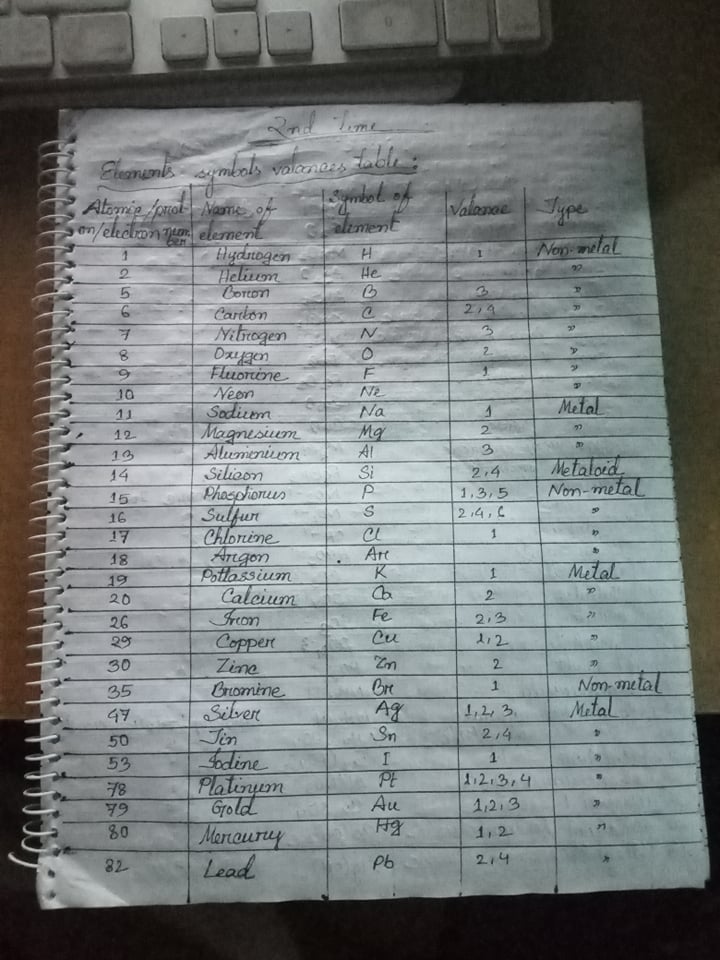 2nd time
Elements symbols valances table :
Atomic/prot- Name of Symbol of Valance Type
on/electron number element element
1 Hydrogen H 1 Non-metal
2 Helium He "
5 Boron B 3 "
6 Carbon C 2,4 "
7 Nitrogen N 3 "
8 Oxygen O 2 "
9 Fluorine F 1 "
10 Neon Ne "
11 Sodium Na 1 Metal
12 Magnesium Mg 2 "
13 Aluminium Al 3 "
14 Silicon Si 2,4 Metaloid
15 Phosphorus P 1,3,5 Non-metal
16 Sulfur S 2,4,6 "
17 Chlorine Cl 1 "
18 Argon Ar "
19 Pottassium K 1 Metal
20 Calcium Ca 2 "
26 Iron Fe 2,3 "
29 Copper Cu 1,2 "
30 Zinc Zn 2 "
35 Bromine Br 1 Non-metal
47 Silver Ag 1,2,3 Metal
50 Tin Sn 2,4 "
53 Iodine I 1 "
78 Platinum Pt 1,2,3,4 "
79 Gold Au 1,2,3 "
80 Mercury Hg 1,2 "
82 Lead Pb 2,4 "